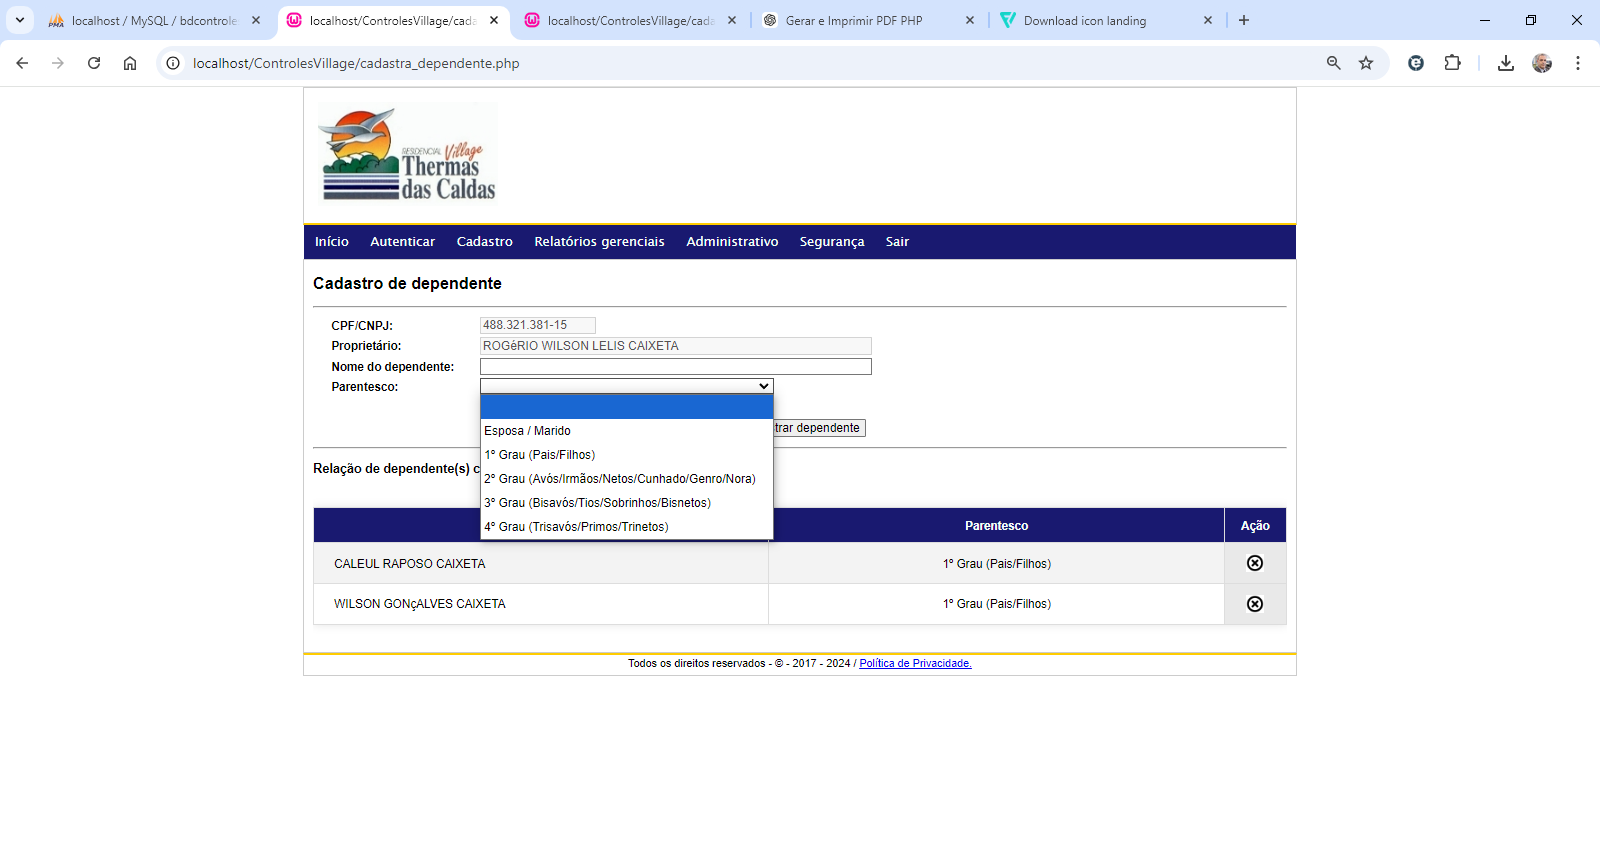 localhost / MySQL / bdcontrole
localhost/ControlesVillage/cada
localhost/ControlesVillage/cada
Gerar e Imprimir PDF PHP
Download icon landing
localhost/ControlesVillage/cadastra_dependente.php
RESIDENCIAL Village
Thermas
das Caldas
Início Autenticar Cadastro Relatórios gerenciais Administrativo Segurança Sair
Cadastro de dependente
CPF/CNPJ: 488.321.381-15
Proprietário: ROGéRIO WILSON LELIS CAIXETA
Nome do dependente:
Parentesco:
Esposa / Marido
trar dependente
1º Grau (Pais/Filhos)
Relação de dependente(s) c
2º Grau (Avós/Irmãos/Netos/Cunhado/Genro/Nora)
3º Grau (Bisavós/Tios/Sobrinhos/Bisnetos)
4º Grau (Trisavós/Primos/Trinetos)
Parentesco Ação
CALEUL RAPOSO CAIXETA 1º Grau (Pais/Filhos)
WILSON GONçALVES CAIXETA 1º Grau (Pais/Filhos)
Todos os direitos reservados - © - 2017 - 2024 / Política de Privacidade.